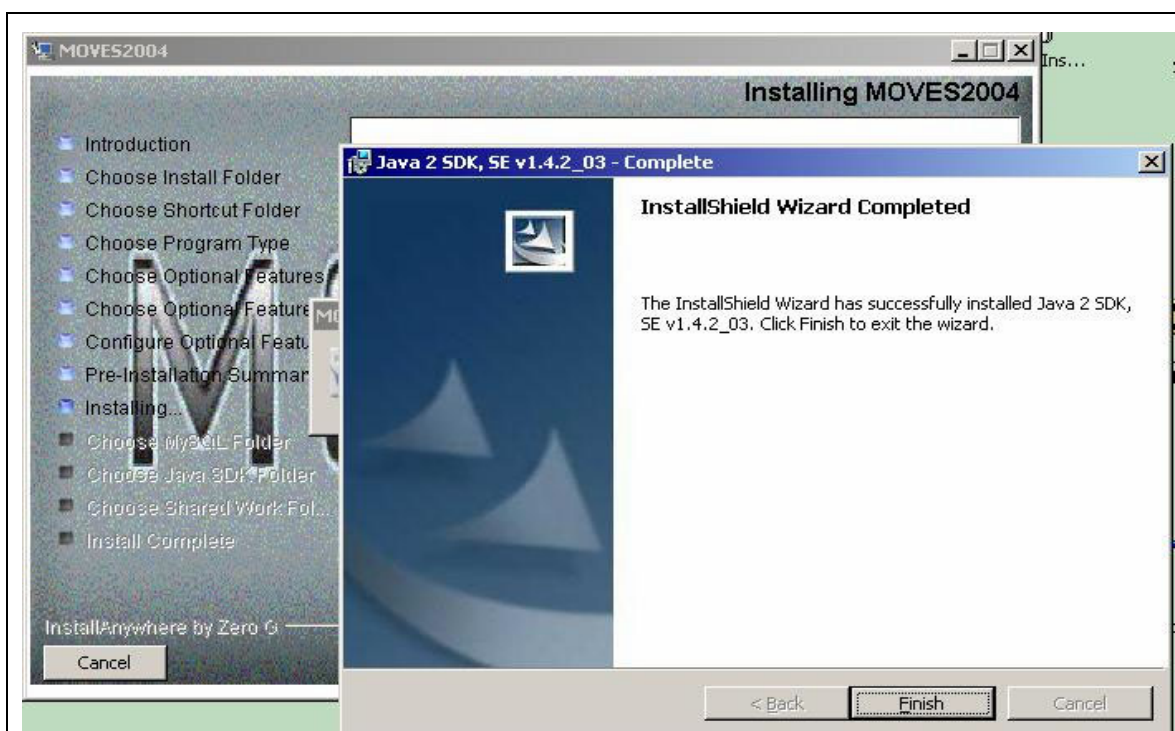 MOVES2004
Ins...
Installing MOVES2004
Introduction
Choose Install Folder
Choose Shortcut Folder
Choose Program Type
Choose Optional Features
Choose Optional Feature
Configure Optional Featu
Pre-Installation Summar
Installing...
Choose MySQL Folder
Choose Java SDK Folder
Choose Shared Work Fol...
Install Complete
InstallAnywhere by Zero G
Cancel
Java 2 SDK, SE v1.4.2_03 - Complete
InstallShield Wizard Completed
The InstallShield Wizard has successfully installed Java 2 SDK,
SE v1.4.2_03. Click Finish to exit the wizard.
< Back
Finish
Cancel